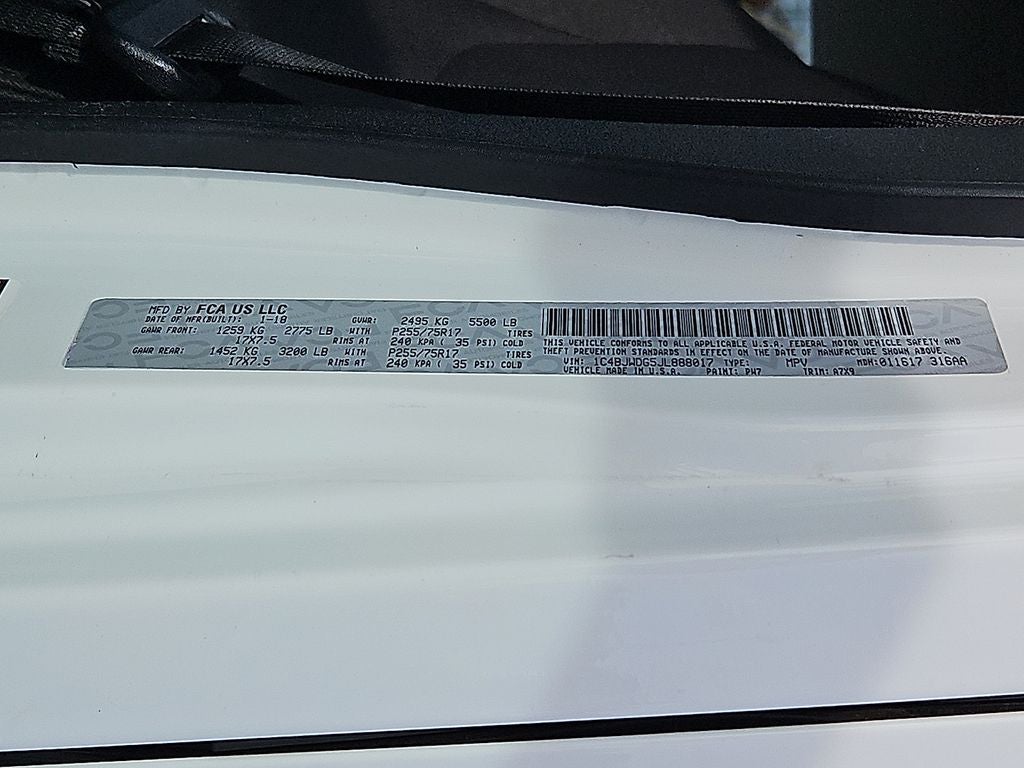 MFD BY FCA US LLC
DATE OF MFR(BUILT): 1-18 GVWR: 2495 KG 5500 LB
GAWR FRONT: 1259 KG 2775 LB WITH P255/75R17 TIRES
17X7.5 RIMS AT 240 KPA ( 35 PSI) COLD
GAWR REAR: 1452 KG 3200 LB WITH P255/75R17 TIRES
17X7.5 RIMS AT 240 KPA ( 35 PSI) COLD
THIS VEHICLE CONFORMS TO ALL APPLICABLE U.S.A. FEDERAL MOTOR VEHICLE SAFETY AND
THEFT PREVENTION STANDARDS IN EFFECT ON THE DATE OF MANUFACTURE SHOWN ABOVE.
VIN: 1C4BJWDG5JL888017 TYPE: MPV MDH:011617 316AA
VEHICLE MADE IN U.S.A. PAINT: PW7 TRIM: A7X9